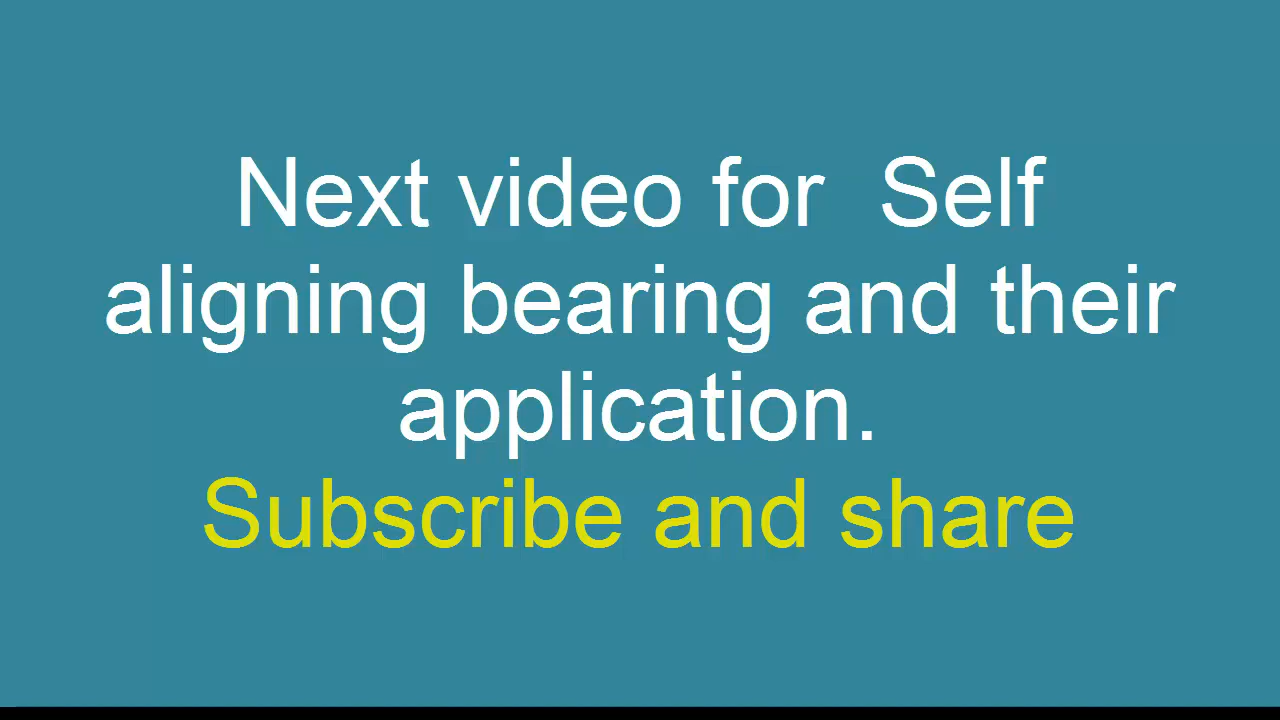 Next video for  Self
aligning bearing and their
application.
Subscribe and share